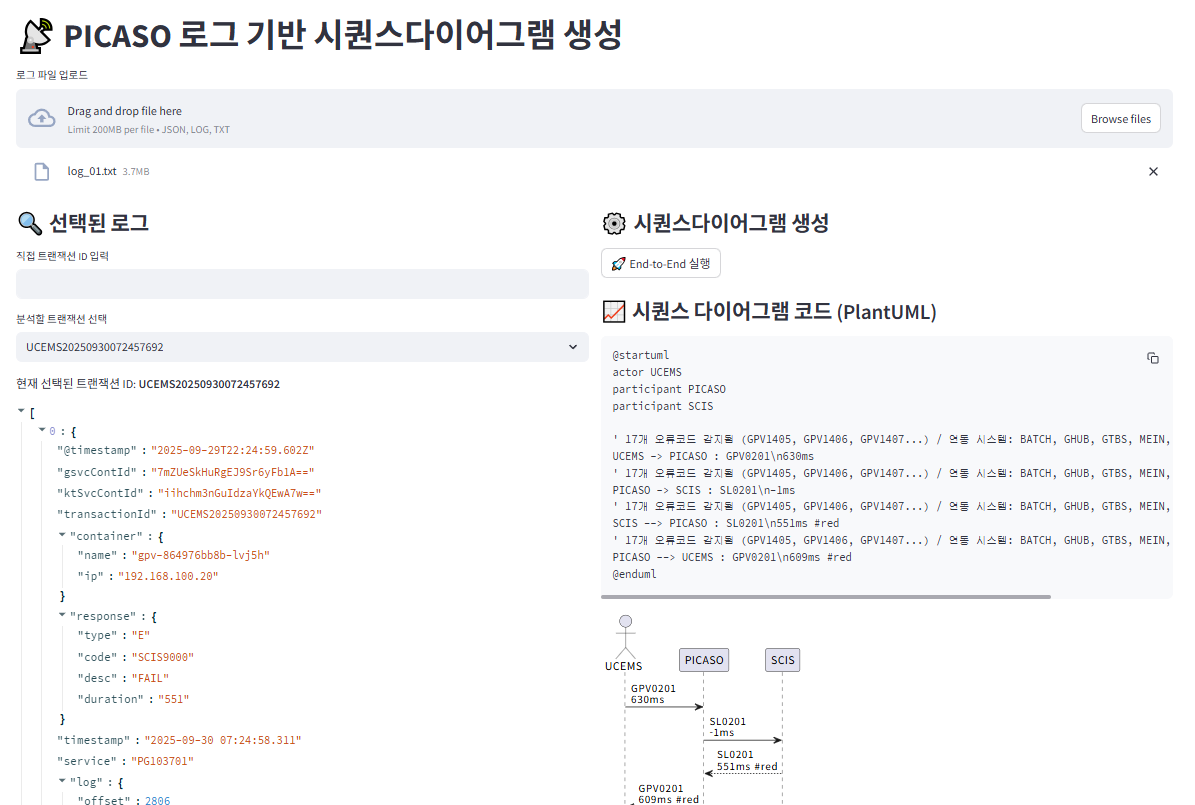 PICASO 로그 기반 시퀀스다이어그램 생성
로그 파일 업로드
Drag and drop file here
Limit 200MB per file • JSON, LOG, TXT
Browse files
log_01.txt 3.7MB
선택된 로그
직접 트랜잭션 ID 입력
분석할 트랜잭션 선택
UCEMS20250930072457692
현재 선택된 트랜잭션 ID: UCEMS20250930072457692
[
0 : {
"@timestamp" : "2025-09-29T22:24:59.602Z"
"gsvcContId" : "7mZUeSkHuRgEJ9Sr6yFb1A=="
"ktSvcContId" : "iihchm3nGuIdzaYkQEwA7w=="
"transactionId" : "UCEMS20250930072457692"
"container" : {
"name" : "gpv-864976bb8b-lvj5h"
"ip" : "192.168.100.20"
}
"response" : {
"type" : "E"
"code" : "SCIS9000"
"desc" : "FAIL"
"duration" : "551"
}
"timestamp" : "2025-09-30 07:24:58.311"
"service" : "PG103701"
"log" : {
"offset" : 2806
시퀀스다이어그램 생성
End-to-End 실행
시퀀스 다이어그램 코드 (PlantUML)
@startuml
actor UCEMS
participant PICASO
participant SCIS
' 17개 오류코드 감지됨 (GPV1405, GPV1406, GPV1407...) / 연동 시스템: BATCH, GHUB, GTBS, MEIN,
UCEMS -> PICASO : GPV0201\n630ms
' 17개 오류코드 감지됨 (GPV1405, GPV1406, GPV1407...) / 연동 시스템: BATCH, GHUB, GTBS, MEIN,
PICASO -> SCIS : SL0201\n-1ms
' 17개 오류코드 감지됨 (GPV1405, GPV1406, GPV1407...) / 연동 시스템: BATCH, GHUB, GTBS, MEIN,
SCIS --> PICASO : SL0201\n551ms #red
' 17개 오류코드 감지됨 (GPV1405, GPV1406, GPV1407...) / 연동 시스템: BATCH, GHUB, GTBS, MEIN,
PICASO --> UCEMS : GPV0201\n609ms #red
@enduml
UCEMS
PICASO
SCIS
GPV0201
630ms
SL0201
-1ms
SL0201
551ms #red
GPV0201
609ms #red